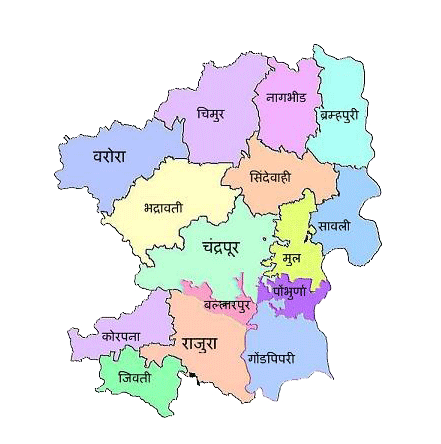 नागभीड
चिमुर
ब्रम्हपुरी
वरोरा
सिंदेवाही
भद्रावती
सावली
चंद्रपूर
मुल
पोंभुर्णा
बल्लारपुर
कोरपना
राजुरा
गोंडपिपरी
जिवती